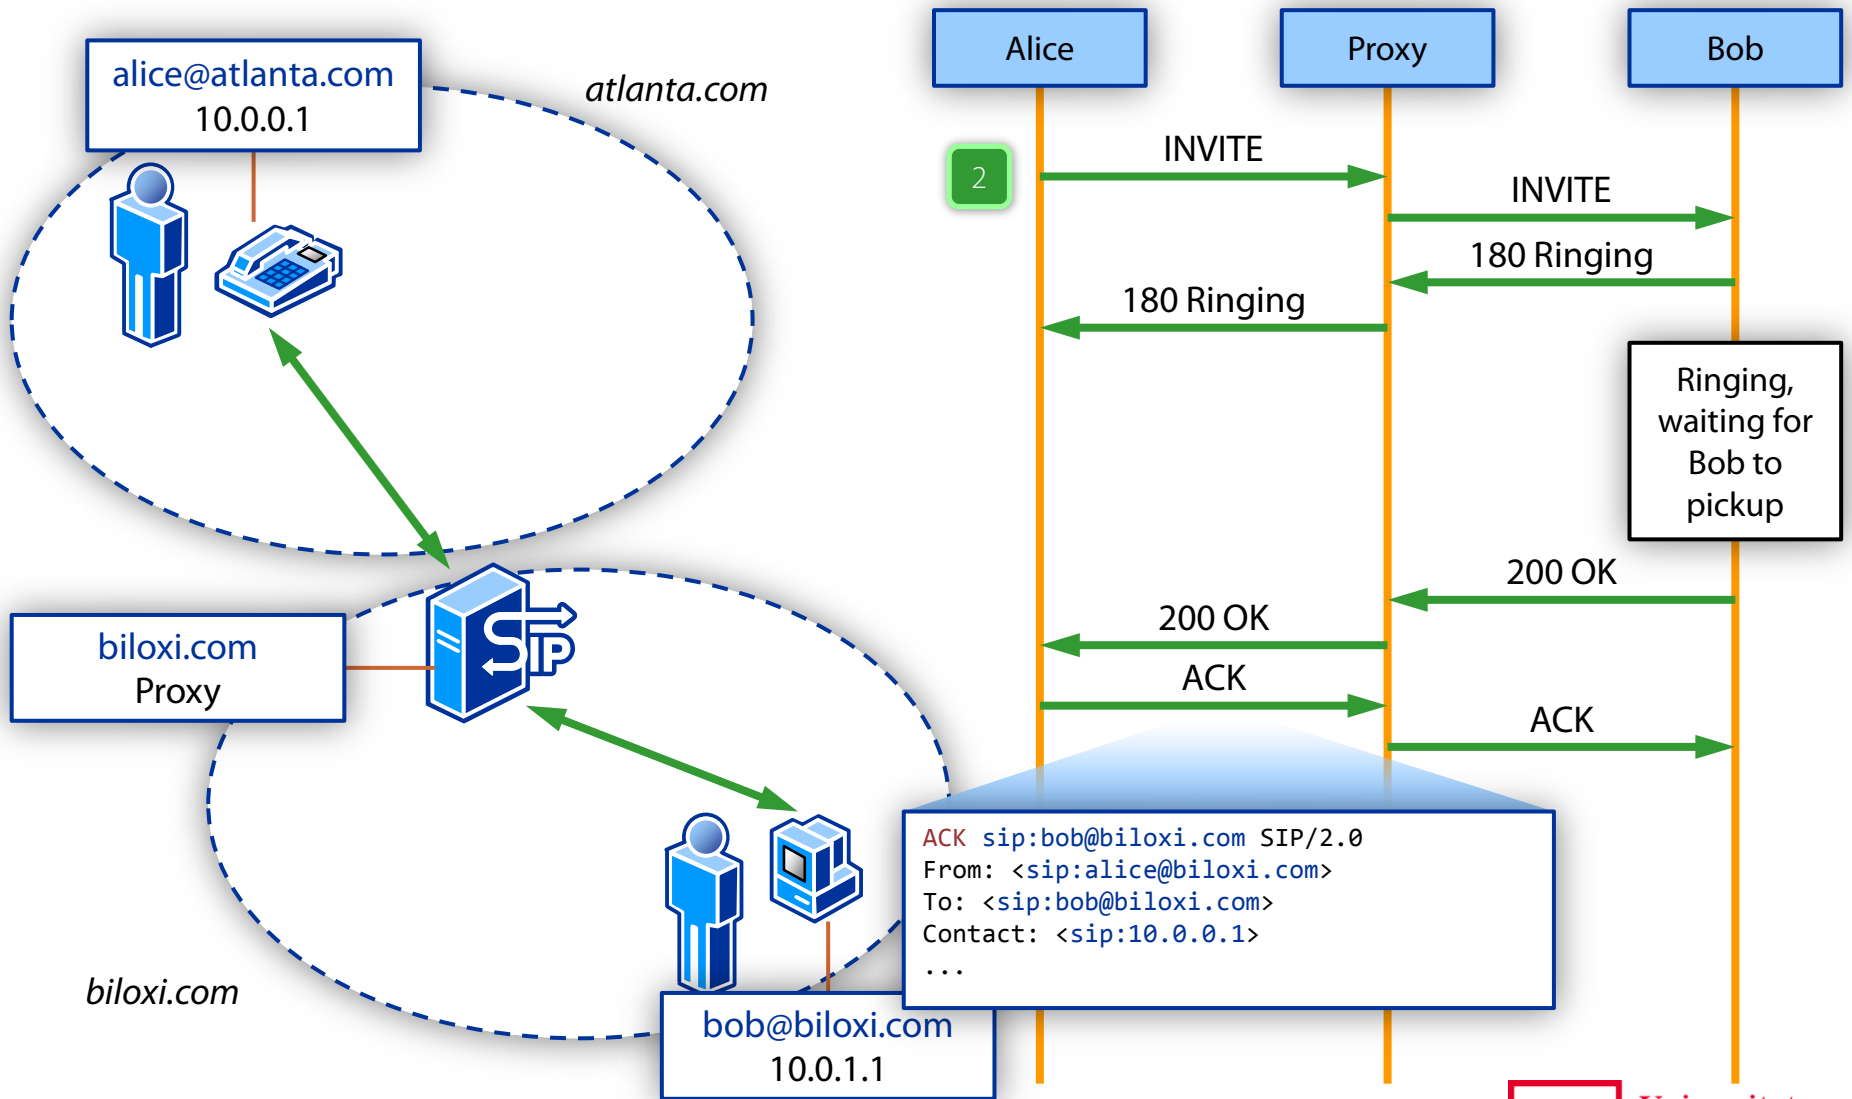 alice@atlanta.com
10.0.0.1
atlanta.com
biloxi.com
Proxy
SIP
biloxi.com
bob@biloxi.com
10.0.1.1
Alice
Proxy
Bob
2
INVITE
INVITE
180 Ringing
180 Ringing
Ringing,
waiting for
Bob to
pickup
200 OK
200 OK
ACK
ACK
ACK sip:bob@biloxi.com SIP/2.0
From: <sip:alice@biloxi.com>
To: <sip:bob@biloxi.com>
Contact: <sip:10.0.0.1>
...